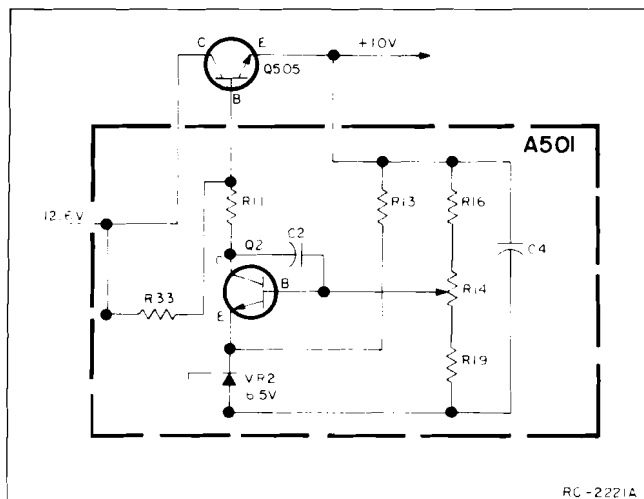 C E +10V
Q505
B
A501
12.6V
R11 R13 R16
C2 C4
Q2
C
B R14
R33
E
R19
VR2
6.5V
RC-2221A